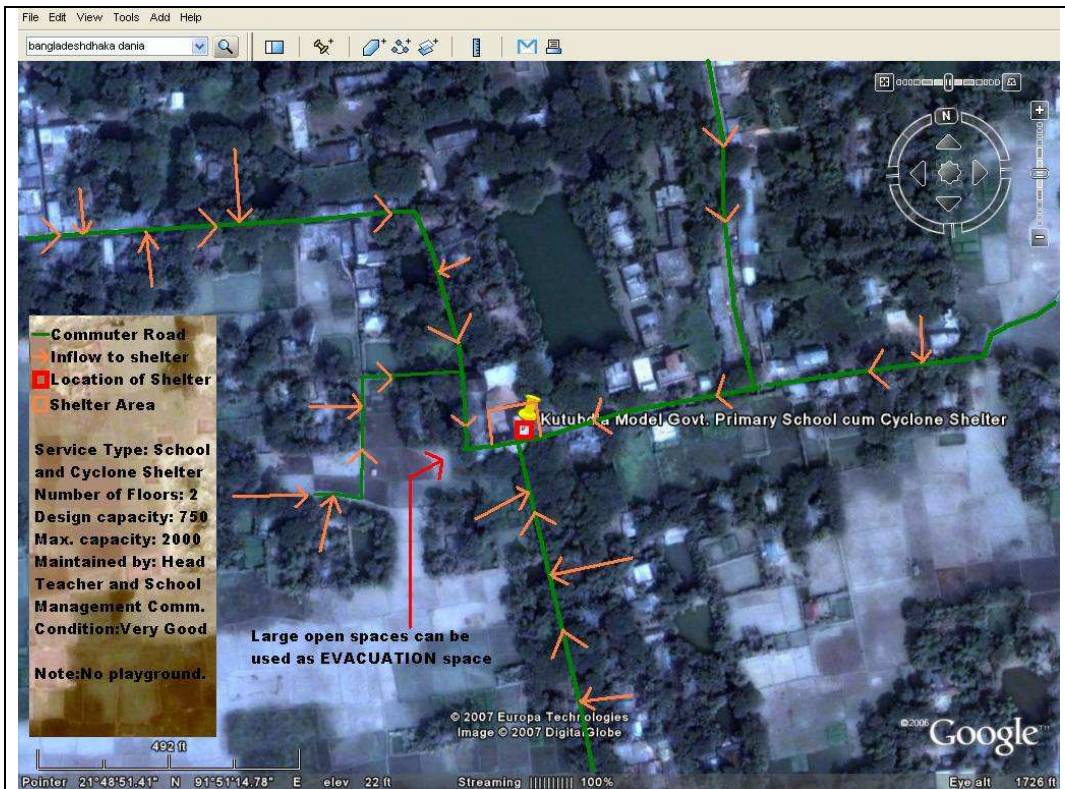 File Edit View Tools Add Help
bangladeshdhaka dania
N
Commuter Road
Inflow to shelter
Location of Shelter
Shelter Area
Service Type: School
and Cyclone Shelter
Number of Floors: 2
Design capacity: 750
Max. capacity: 2000
Maintained by: Head
Teacher and School
Management Comm.
Condition:Very Good
Note:No playground.
Kutubdia Model Govt. Primary School cum Cyclone Shelter
Large open spaces can be
used as EVACUATION space
© 2007 Europa Technologies
Image © 2007 DigitalGlobe
©2006 Google™
492 ft
Pointer 21°48'51.41" N 91°51'14.78" E elev 22 ft Streaming |||||||||| 100% Eye alt 1726 ft